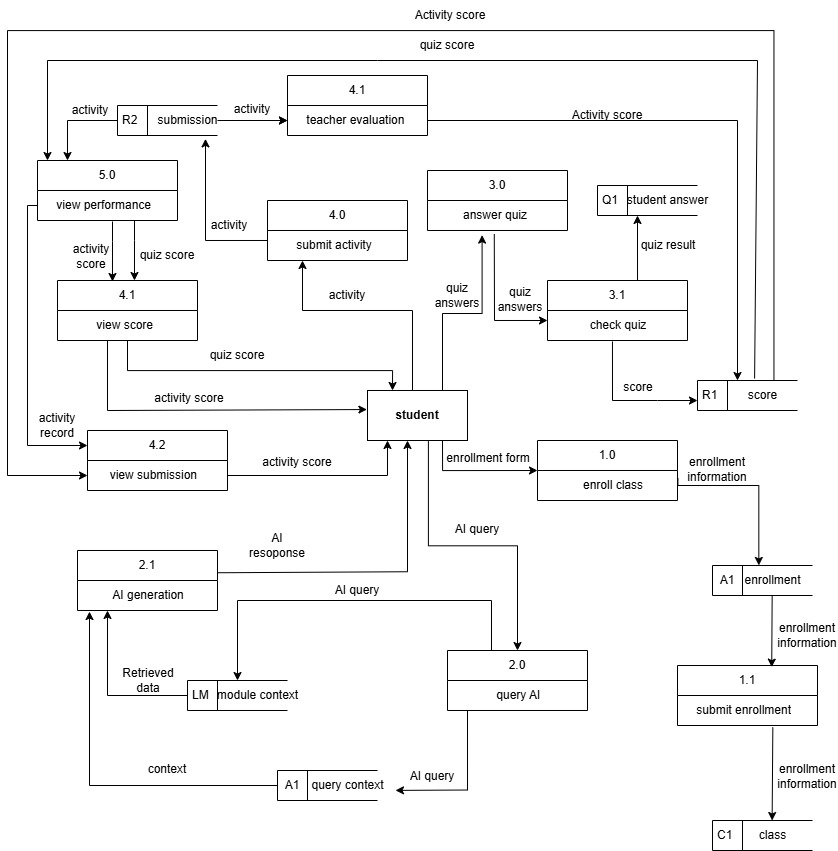 Activity score
quiz score
4.1
teacher evaluation
activity
R2
submission
activity
Activity score
5.0
view performance
3.0
answer quiz
Q1
student answer
4.0
submit activity
activity
quiz result
activity
score
quiz score
4.1
view score
activity
quiz
answers
quiz
answers
3.1
check quiz
quiz score
activity score
score
R1
score
student
activity
record
4.2
view submission
activity score
enrollment form
1.0
enroll class
enrollment
information
AI
resoponse
AI query
2.1
AI generation
A1
enrollment
AI query
enrollment
information
Retrieved
data
LM
module context
2.0
query AI
1.1
submit enrollment
context
A1
query context
AI query
enrollment
information
C1
class